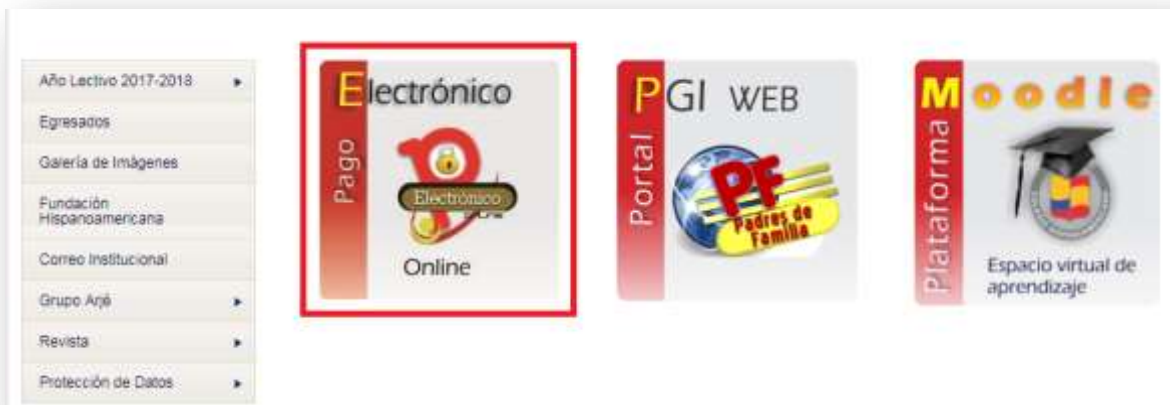 Año Lectivo 2017-2018
Egresados
Galería de Imágenes
Fundación
Hispanoamericana
Correo Institucional
Grupo Arjé
Revista
Protección de Datos
Pago
Electrónico
Electrónico
Online
Portal
PGI WEB
PF
Padres de
Familia
Plataforma
Moodle
Espacio virtual de
aprendizaje